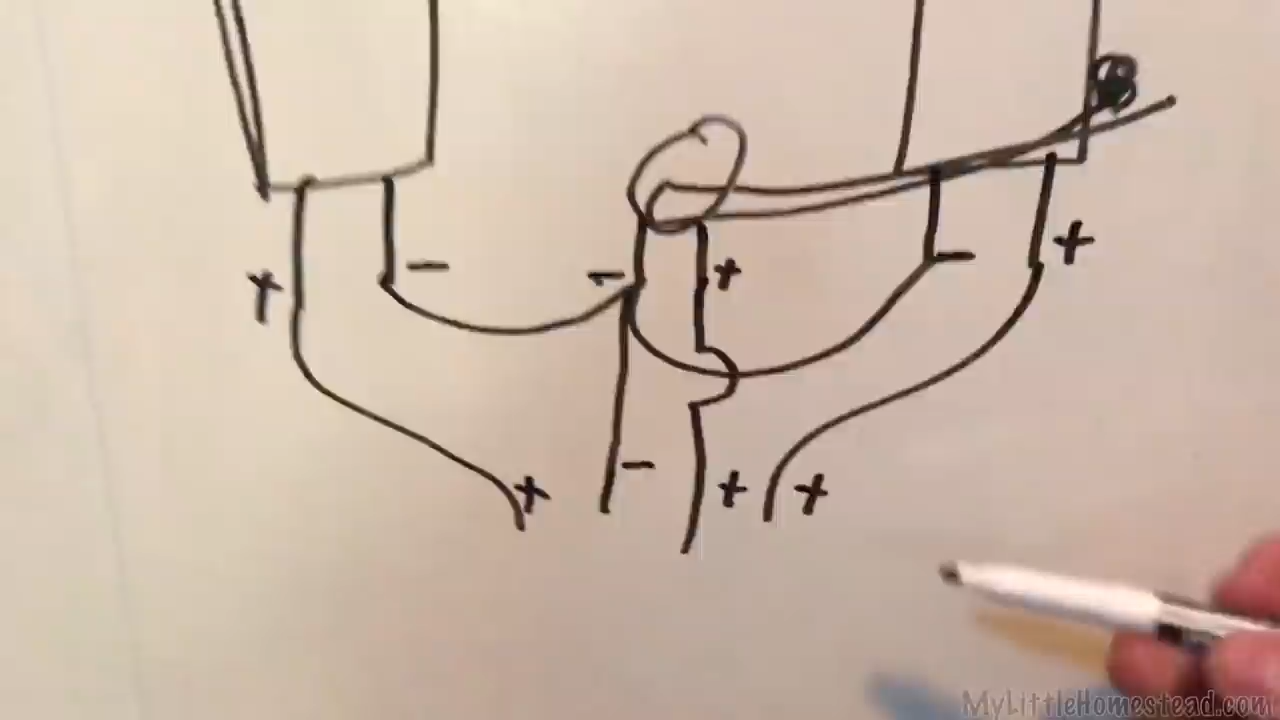 + - - + - +
+ - + +
MyLittleHomestead.com